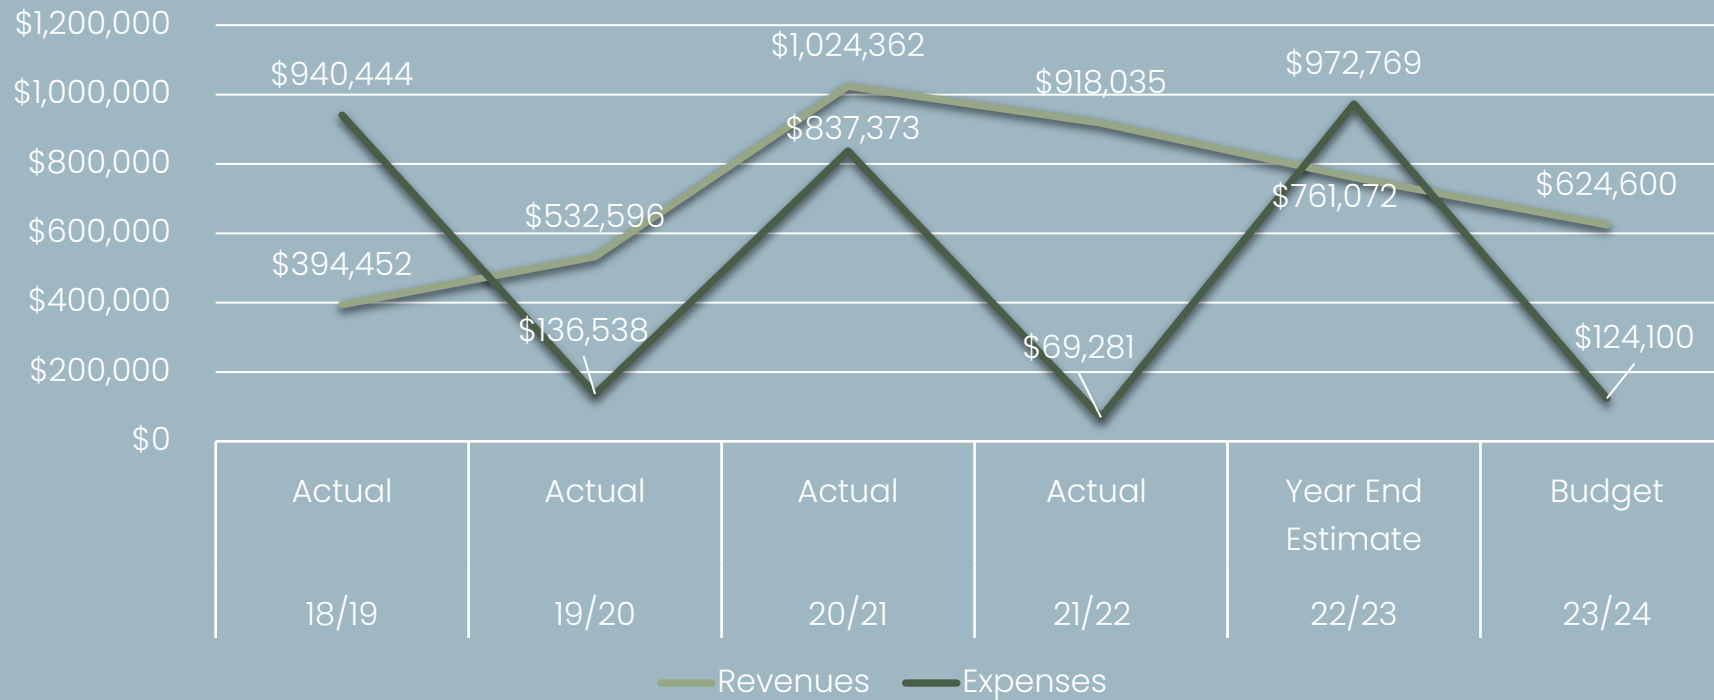 $1,200,000
$1,000,000
$800,000
$600,000
$400,000
$200,000
$0
$940,444
$394,452
$532,596
$136,538
$1,024,362
$837,373
$918,035
$69,281
$972,769
$761,072
$624,600
$124,100
Actual
Actual
Actual
Actual
Year End
Estimate
Budget
18/19
19/20
20/21
21/22
22/23
23/24
Revenues
Expenses